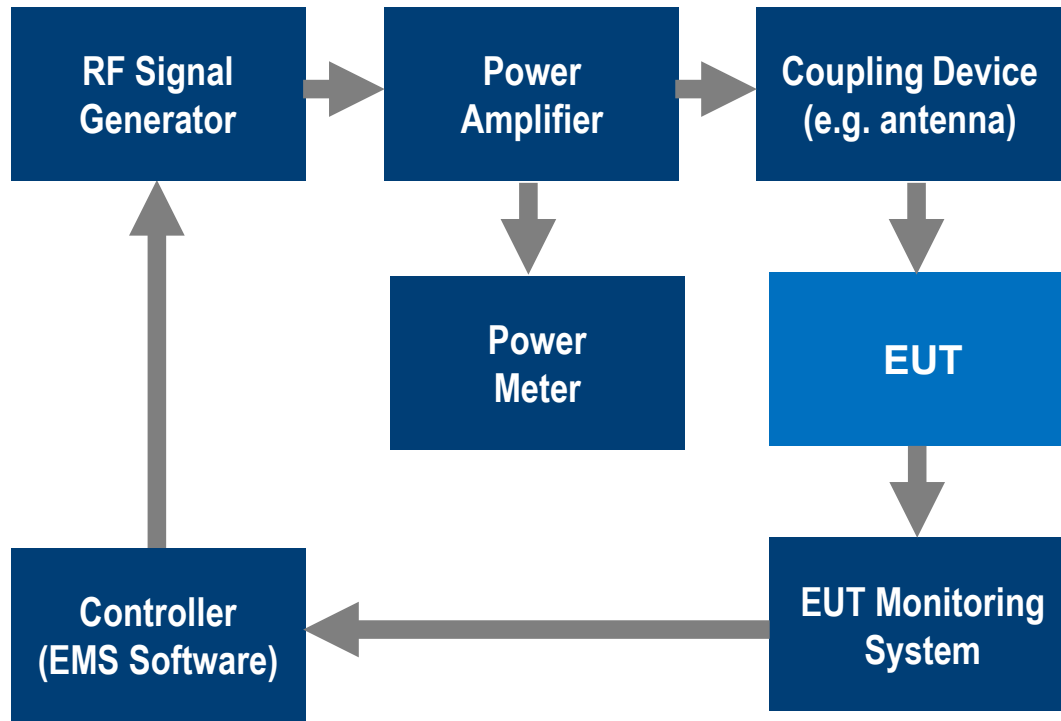 RF Signal
Generator
Power
Amplifier
Coupling Device
(e.g. antenna)
Power
Meter
EUT
Controller
(EMS Software)
EUT Monitoring
System